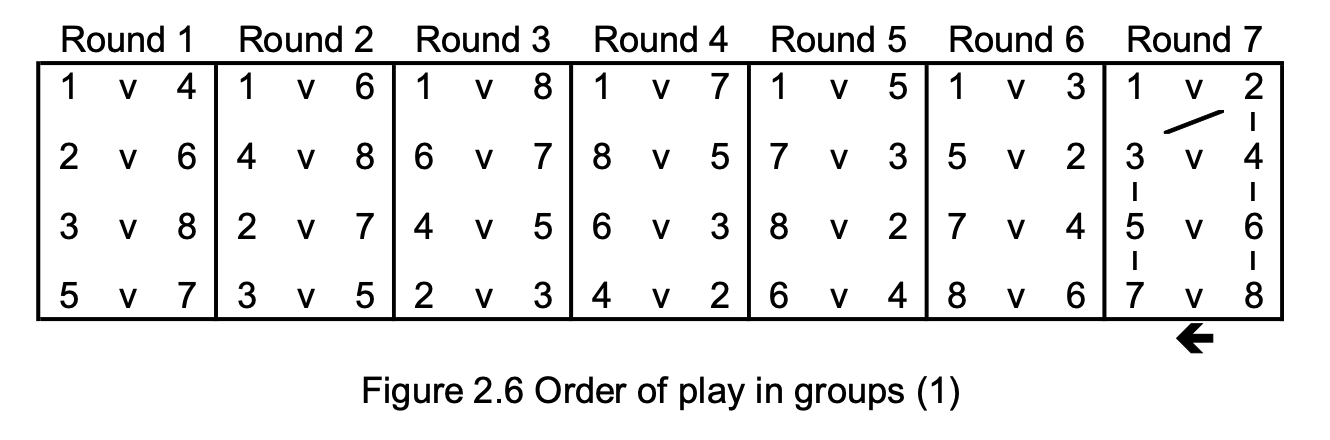 Round 1 Round 2 Round 3 Round 4 Round 5 Round 6 Round 7
1 v 4 1 v 6 1 v 8 1 v 7 1 v 5 1 v 3 1 v 2
2 v 6 4 v 8 6 v 7 8 v 5 7 v 3 5 v 2 3 v 4
3 v 8 2 v 7 4 v 5 6 v 3 8 v 2 7 v 4 5 v 6
5 v 7 3 v 5 2 v 3 4 v 2 6 v 4 8 v 6 7 v 8
Figure 2.6 Order of play in groups (1)